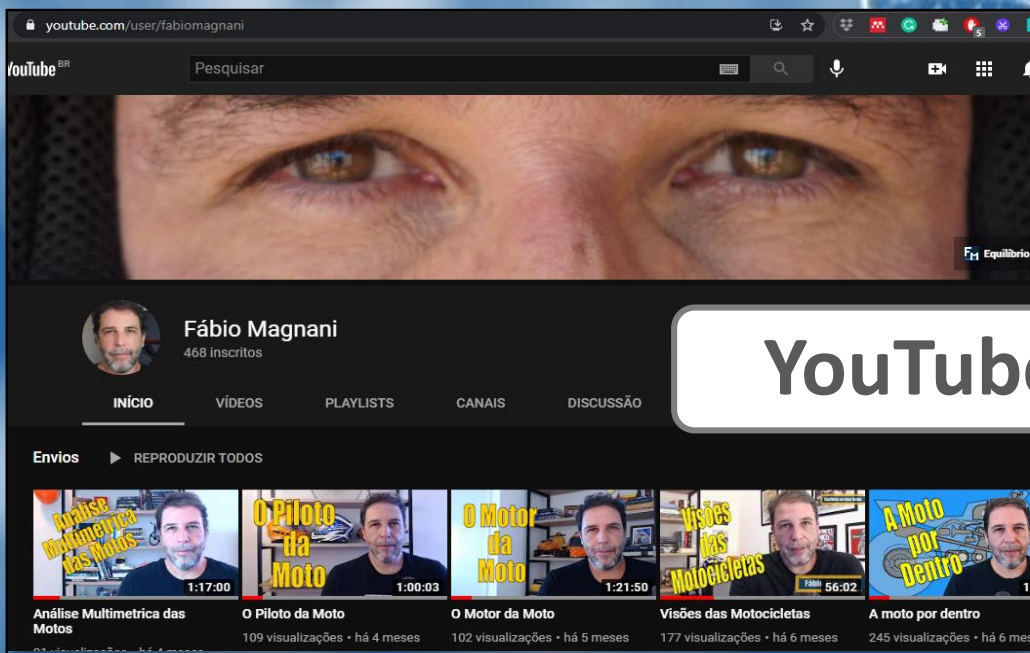 youtube.com/user/fabiomagnani
5
YouTube BR
Pesquisar
FM Equilíbrio
Fábio Magnani
468 inscritos
YouTube
INÍCIO VÍDEOS PLAYLISTS CANAIS DISCUSSÃO
Envios REPRODUZIR TODOS
Análise Multimétrica das Motos
1:17:00
O Piloto da Moto
1:00:03
O Motor da Moto
1:21:50
Visões das Motocicletas
56:02
A Moto por Dentro
Análise Multimetrica das Motos
O Piloto da Moto
109 visualizações • há 4 meses
O Motor da Moto
102 visualizações • há 5 meses
Visões das Motocicletas
177 visualizações • há 6 meses
A moto por dentro
245 visualizações • há 6